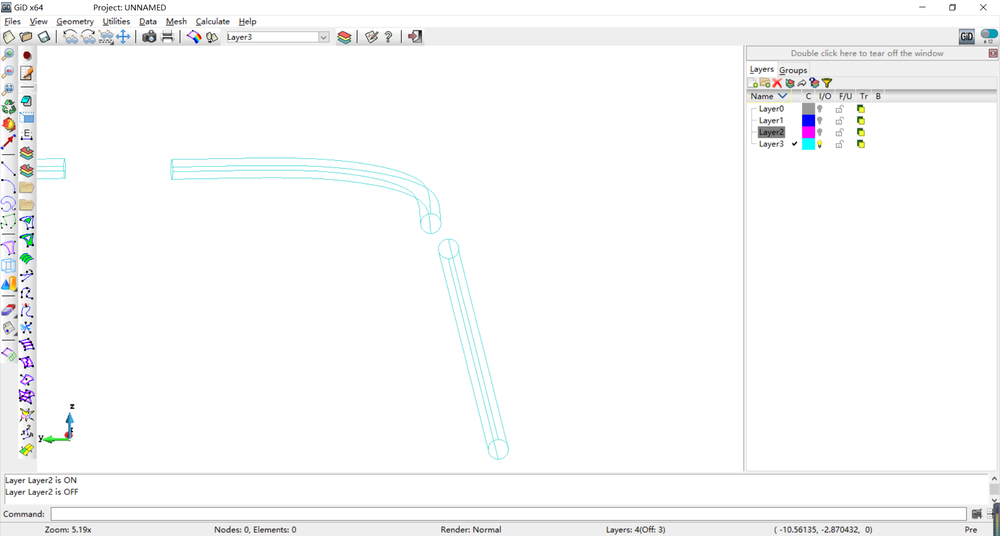 GiD x64 Project: UNNAMED
Files View Geometry Utilities Data Mesh Calculate Help
Layer3
GiD
v 12
Double click here to tear off the window
Layers Groups
Name C I/O F/U Tr B
Layer0
Layer1
Layer2
Layer3
E
2
z
y
Layer Layer2 is ON
Layer Layer2 is OFF
Command:
Zoom: 5.19x Nodes: 0, Elements: 0 Render: Normal Layers: 4(Off: 3) ( -10.56135, -2.870432, 0) Pre